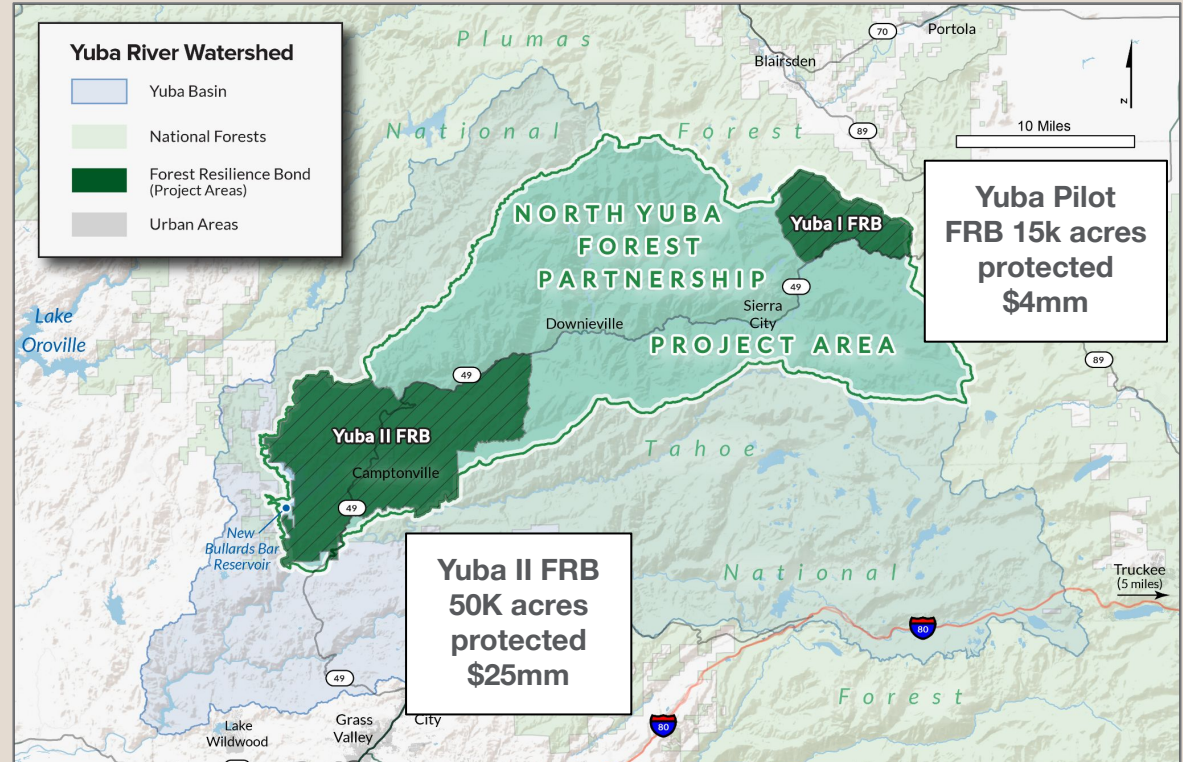 Yuba River Watershed
Yuba Basin
National Forests
Forest Resilience Bond
(Project Areas)
Urban Areas
Plumas
National Forest
Portola
70
Blairsden
89
N
10 Miles
Yuba Pilot
FRB 15k acres
protected
$4mm
NORTH YUBA
FOREST
PARTNERSHIP
PROJECT AREA
Yuba I FRB
49
Sierra
City
Downieville
Lake
Oroville
89
49
Yuba II FRB
Camptonville
49
New
Bullards Bar
Reservoir
Tahoe
National
Forest
Yuba II FRB
50K acres
protected
$25mm
Truckee
(5 miles)
80
80
49
Lake
Wildwood
Grass
Valley
City